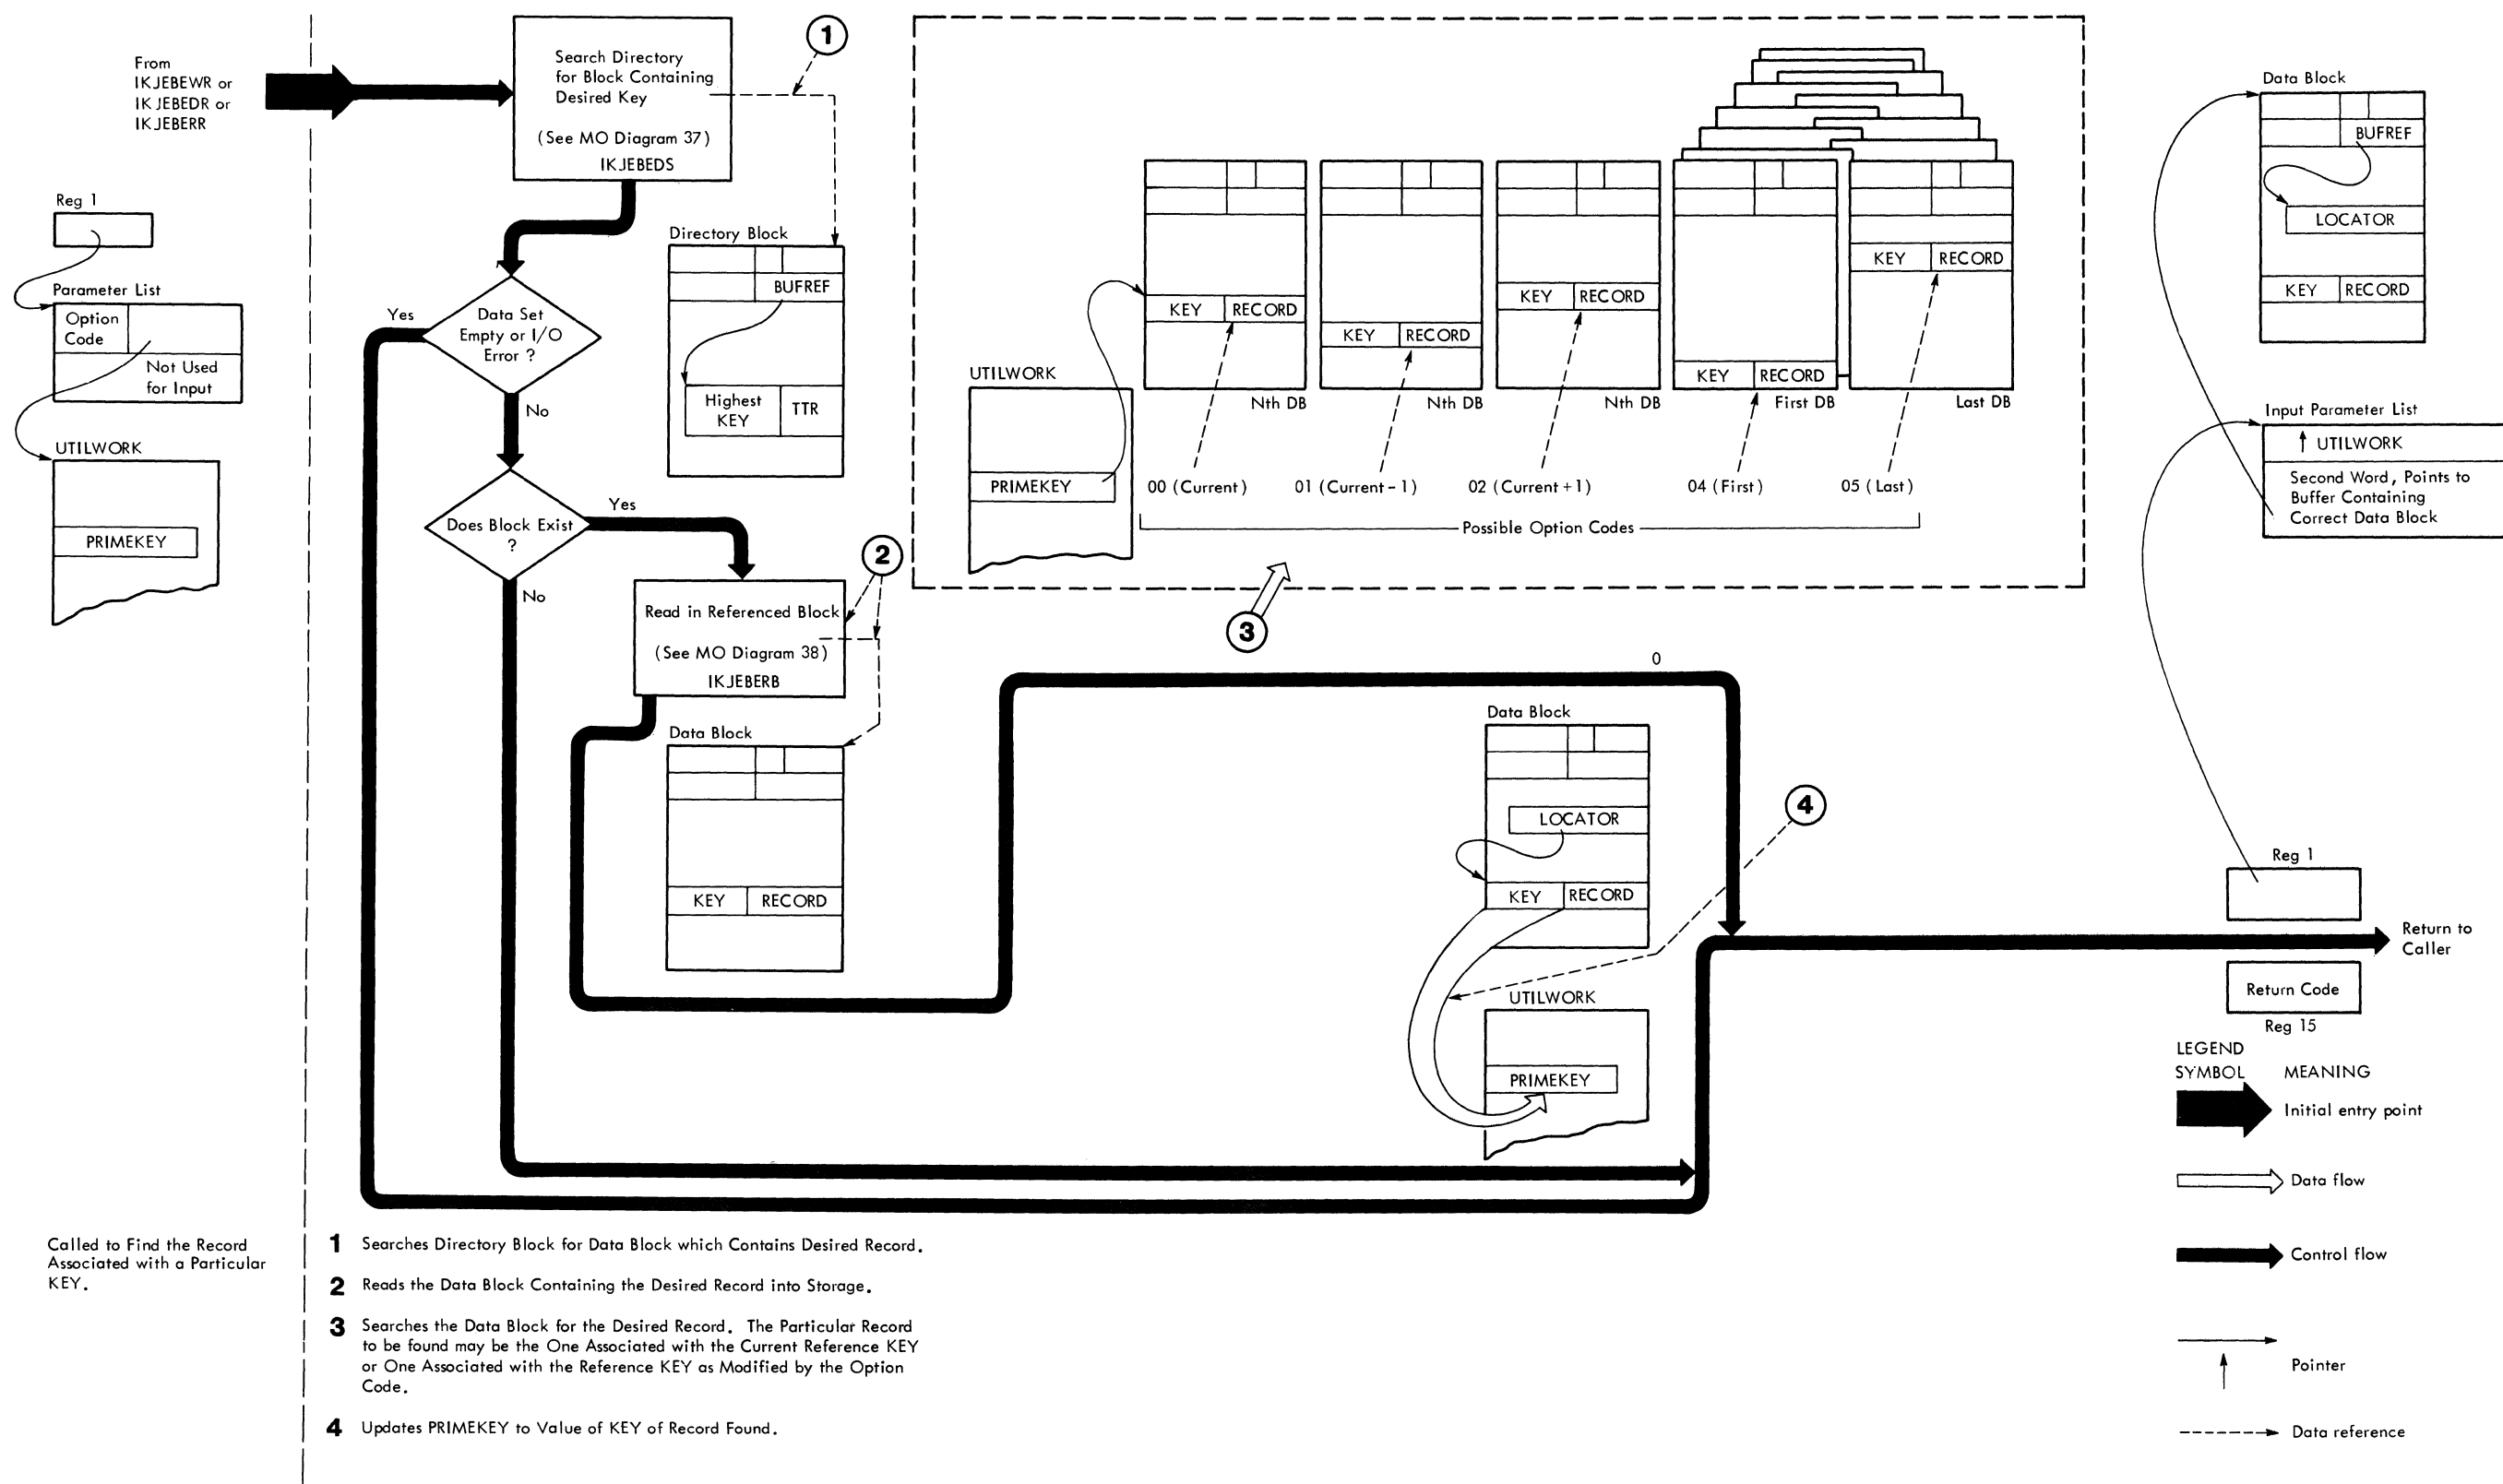 From
IKJEBEWR or
IKJEBEDR or
IKJEBERR
Reg 1
Parameter List
Option
Code
Not Used
for Input
UTILWORK
PRIMEKEY
Called to Find the Record
Associated with a Particular
KEY.
Search Directory
for Block Containing
Desired Key
(See MO Diagram 37)
IKJEBEDS
1
Directory Block
BUFREF
Highest
KEY
TTR
Data Set
Empty or I/O
Error ?
Yes
No
Does Block Exist
?
Yes
No
2
Read in Referenced Block
(See MO Diagram 38)
IKJEBERB
Data Block
KEY RECORD
UTILWORK
PRIMEKEY
KEY RECORD
Nth DB
KEY RECORD
Nth DB
KEY RECORD
Nth DB
KEY RECORD
First DB
KEY RECORD
Last DB
00 (Current)
01 (Current-1)
02 (Current+1)
04 (First)
05 (Last)
Possible Option Codes
3
0
Data Block
LOCATOR
KEY RECORD
4
UTILWORK
PRIMEKEY
Data Block
BUFREF
LOCATOR
KEY RECORD
Input Parameter List
UTILWORK
Second Word, Points to
Buffer Containing
Correct Data Block
Reg 1
Return to
Caller
Return Code
Reg 15
LEGEND
SYMBOL MEANING
Initial entry point
Data flow
Control flow
Pointer
Data reference
1 Searches Directory Block for Data Block which Contains Desired Record.
2 Reads the Data Block Containing the Desired Record into Storage.
3 Searches the Data Block for the Desired Record. The Particular Record
to be found may be the One Associated with the Current Reference KEY
or One Associated with the Reference KEY as Modified by the Option
Code.
4 Updates PRIMEKEY to Value of KEY of Record Found.